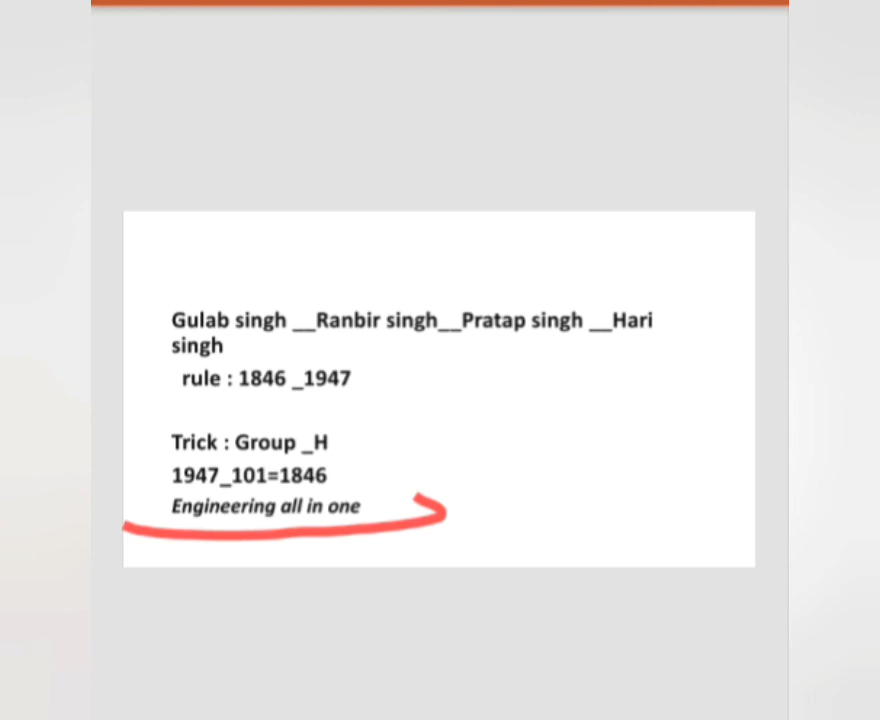 Gulab singh __Ranbir singh__Pratap singh __Hari
singh
rule : 1846 _1947
Trick : Group _H
1947_101=1846
Engineering all in one